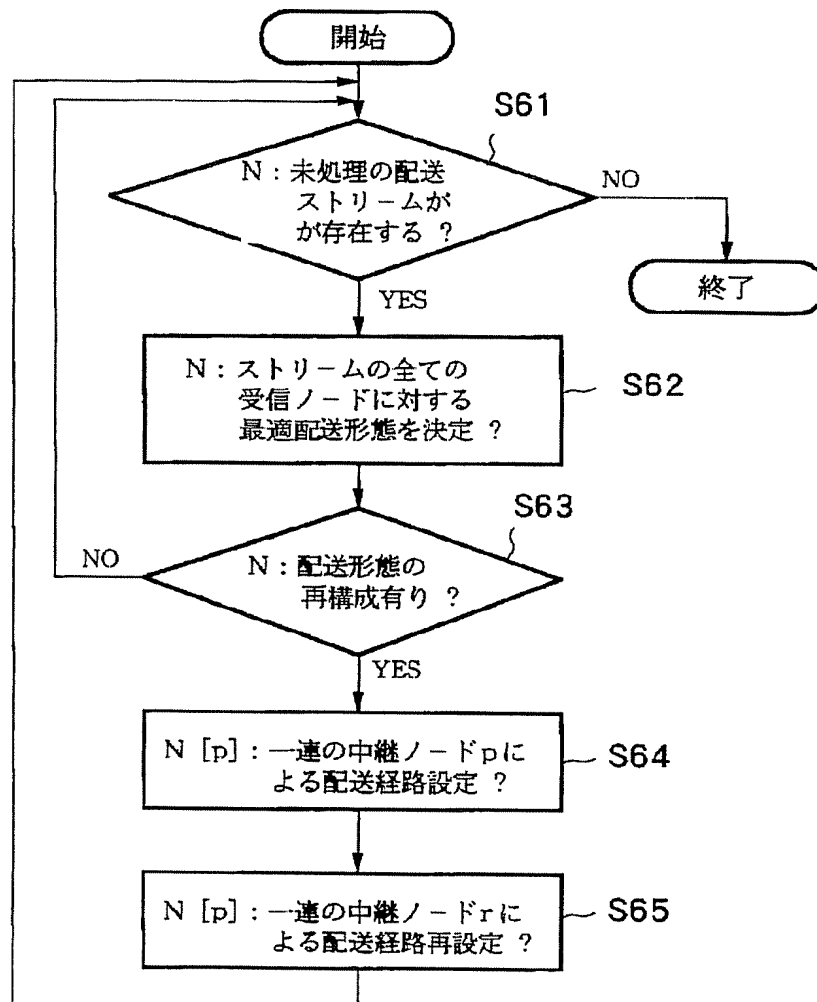 開始
S61
N：未処理の配送
ストリームが
が存在する ？
NO
終了
YES
N：ストリームの全ての
受信ノードに対する
最適配送形態を決定 ？
S62
S63
N：配送形態の
再構成有り ？
NO
YES
N [p]：一連の中継ノードpに
よる配送経路設定 ？
S64
N [p]：一連の中継ノードrに
よる配送経路再設定 ？
S65